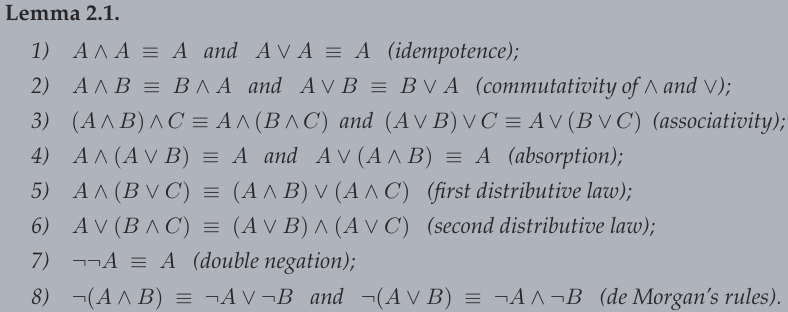 Lemma 2.1.
1) A ∧ A ≡ A and A ∨ A ≡ A (idempotence);
2) A ∧ B ≡ B ∧ A and A ∨ B ≡ B ∨ A (commutativity of ∧ and ∨);
3) (A ∧ B) ∧ C ≡ A ∧ (B ∧ C) and (A ∨ B) ∨ C ≡ A ∨ (B ∨ C) (associativity);
4) A ∧ (A ∨ B) ≡ A and A ∨ (A ∧ B) ≡ A (absorption);
5) A ∧ (B ∨ C) ≡ (A ∧ B) ∨ (A ∧ C) (first distributive law);
6) A ∨ (B ∧ C) ≡ (A ∨ B) ∧ (A ∨ C) (second distributive law);
7) ¬¬A ≡ A (double negation);
8) ¬(A ∧ B) ≡ ¬A ∨ ¬B and ¬(A ∨ B) ≡ ¬A ∧ ¬B (de Morgan's rules).